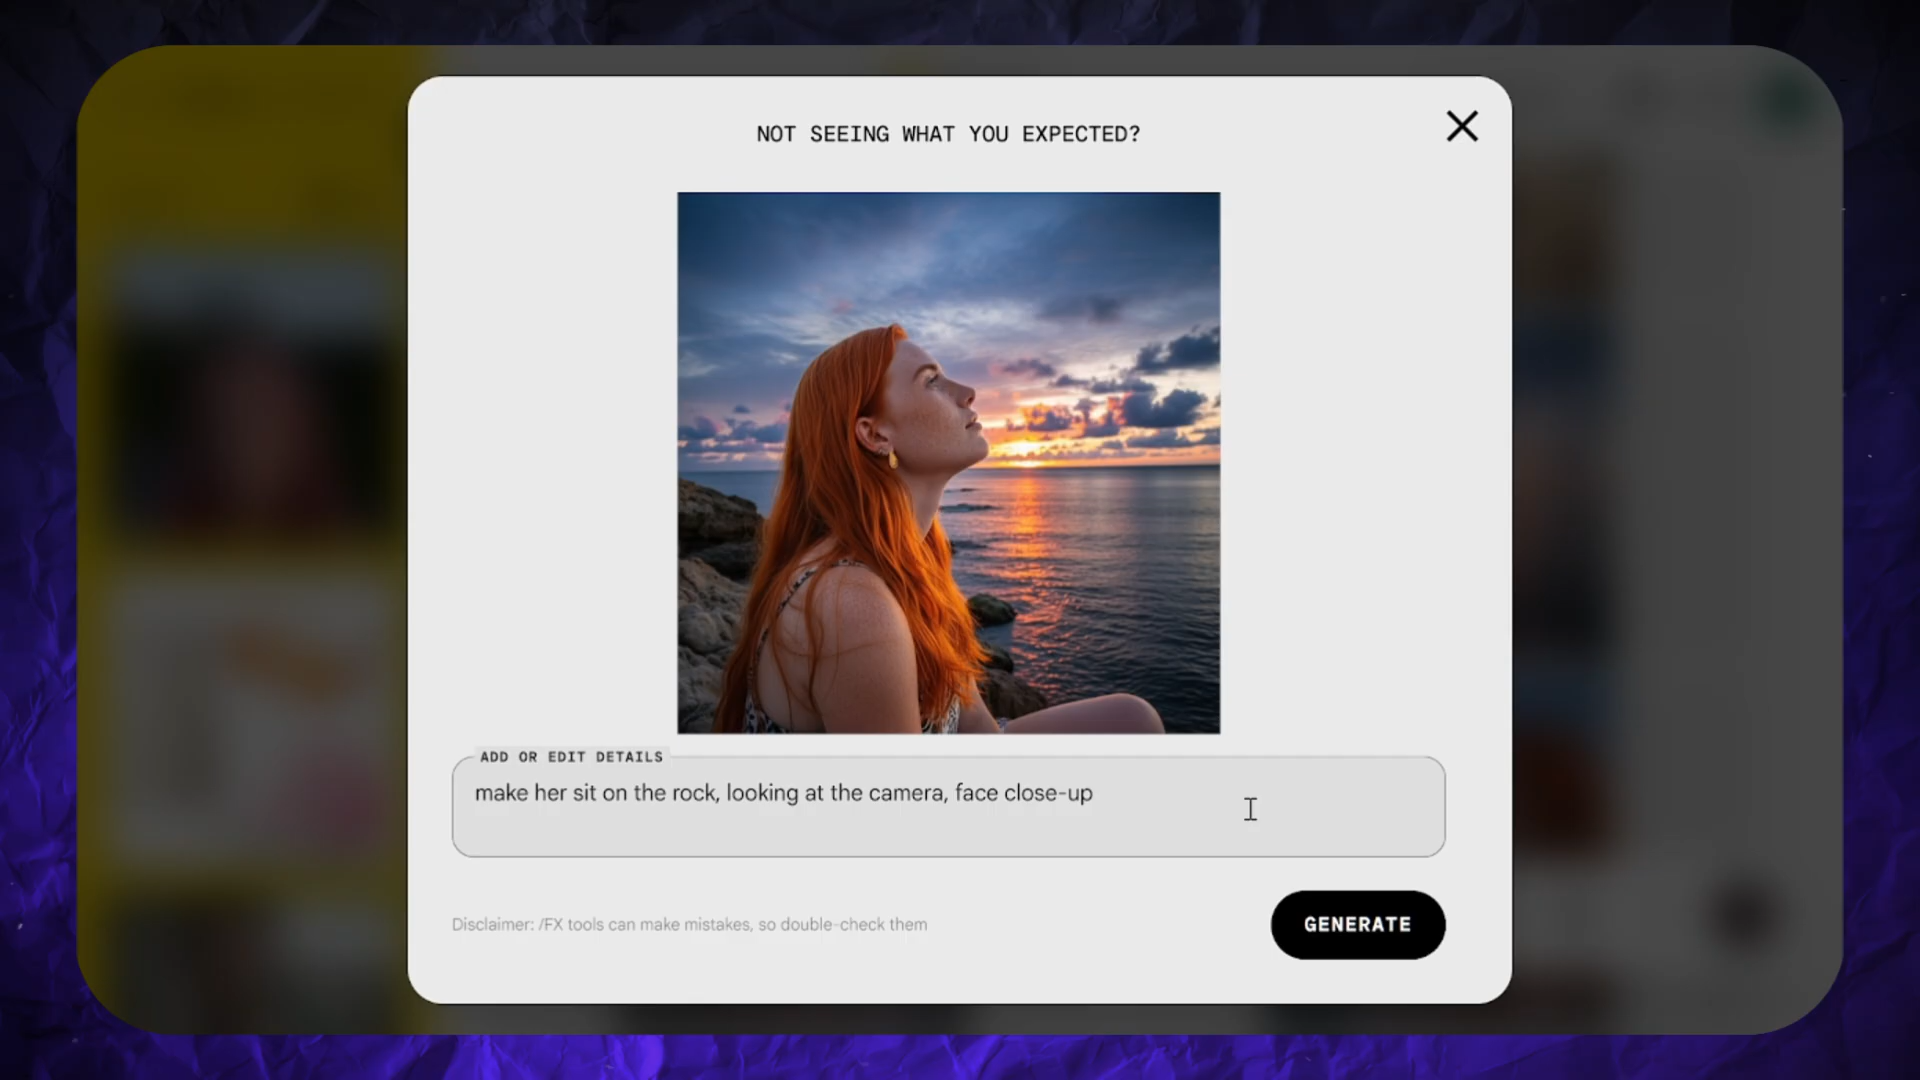 NOT SEEING WHAT YOU EXPECTED?
ADD OR EDIT DETAILS
make her sit on the rock, looking at the camera, face close-up
Disclaimer: /FX tools can make mistakes, so double-check them
GENERATE